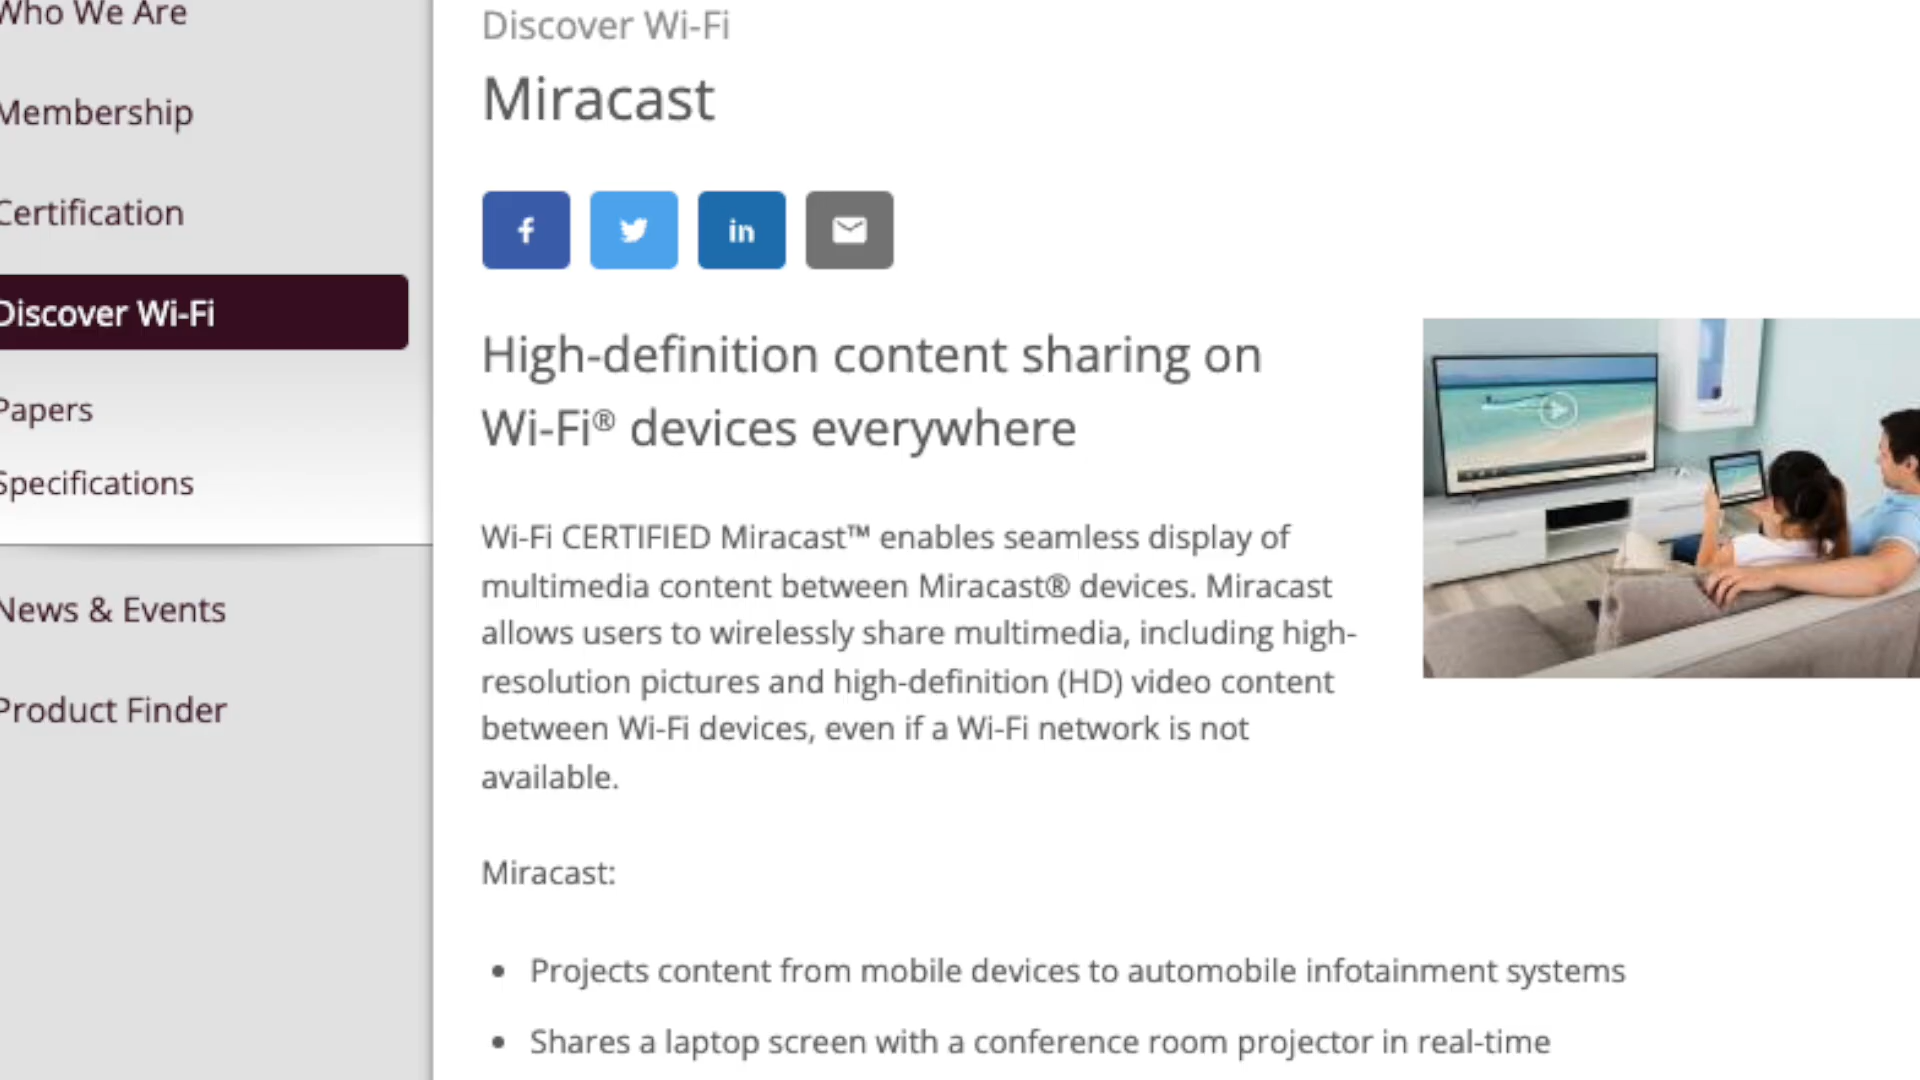 Who We Are
Membership
Certification
Discover Wi-Fi
Papers
Specifications
News & Events
Product Finder
Discover Wi-Fi
Miracast
f
in
High-definition content sharing on
Wi-Fi® devices everywhere
Wi-Fi CERTIFIED Miracast™ enables seamless display of
multimedia content between Miracast® devices. Miracast
allows users to wirelessly share multimedia, including high-
resolution pictures and high-definition (HD) video content
between Wi-Fi devices, even if a Wi-Fi network is not
available.
Miracast:
• Projects content from mobile devices to automobile infotainment systems
• Shares a laptop screen with a conference room projector in real-time